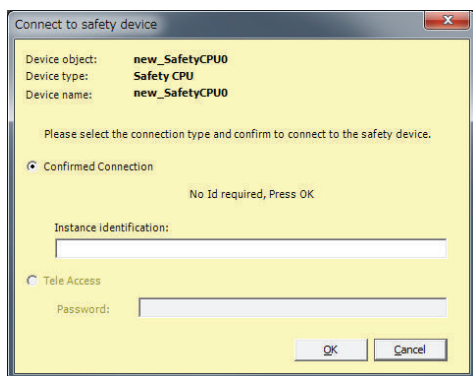 Connect to safety device
Device object: new_SafetyCPU0
Device type: Safety CPU
Device name: new_SafetyCPU0
Please select the connection type and confirm to connect to the safety device.
Confirmed Connection
No Id required, Press OK
Instance identification:
Tele Access
Password:
OK Cancel